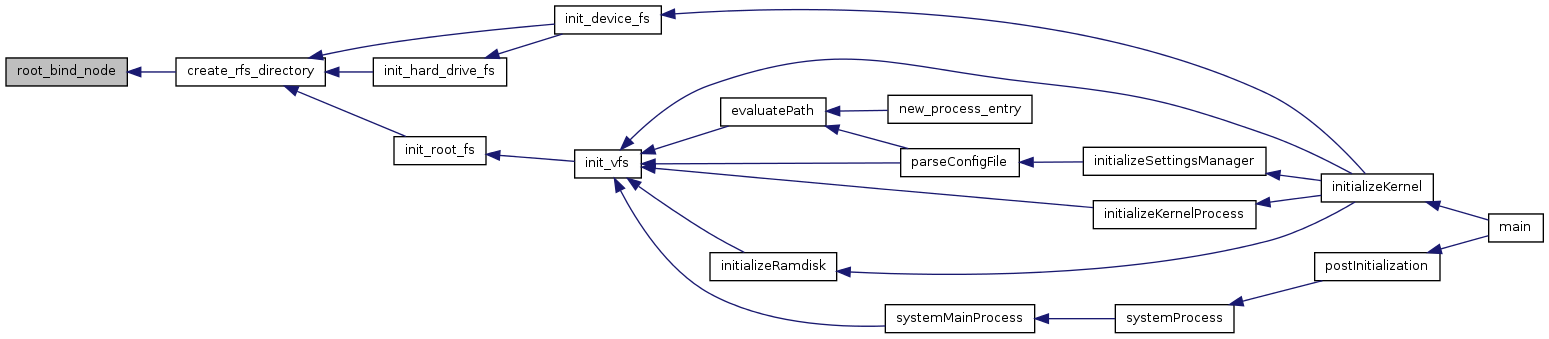 root_bind_node
create_rfs_directory
init_device_fs
init_hard_drive_fs
init_root_fs
init_vfs
evaluatePath
new_process_entry
parseConfigFile
initializeSettingsManager
initializeKernelProcess
initializeRamdisk
systemMainProcess
systemProcess
initializeKernel
postInitialization
main